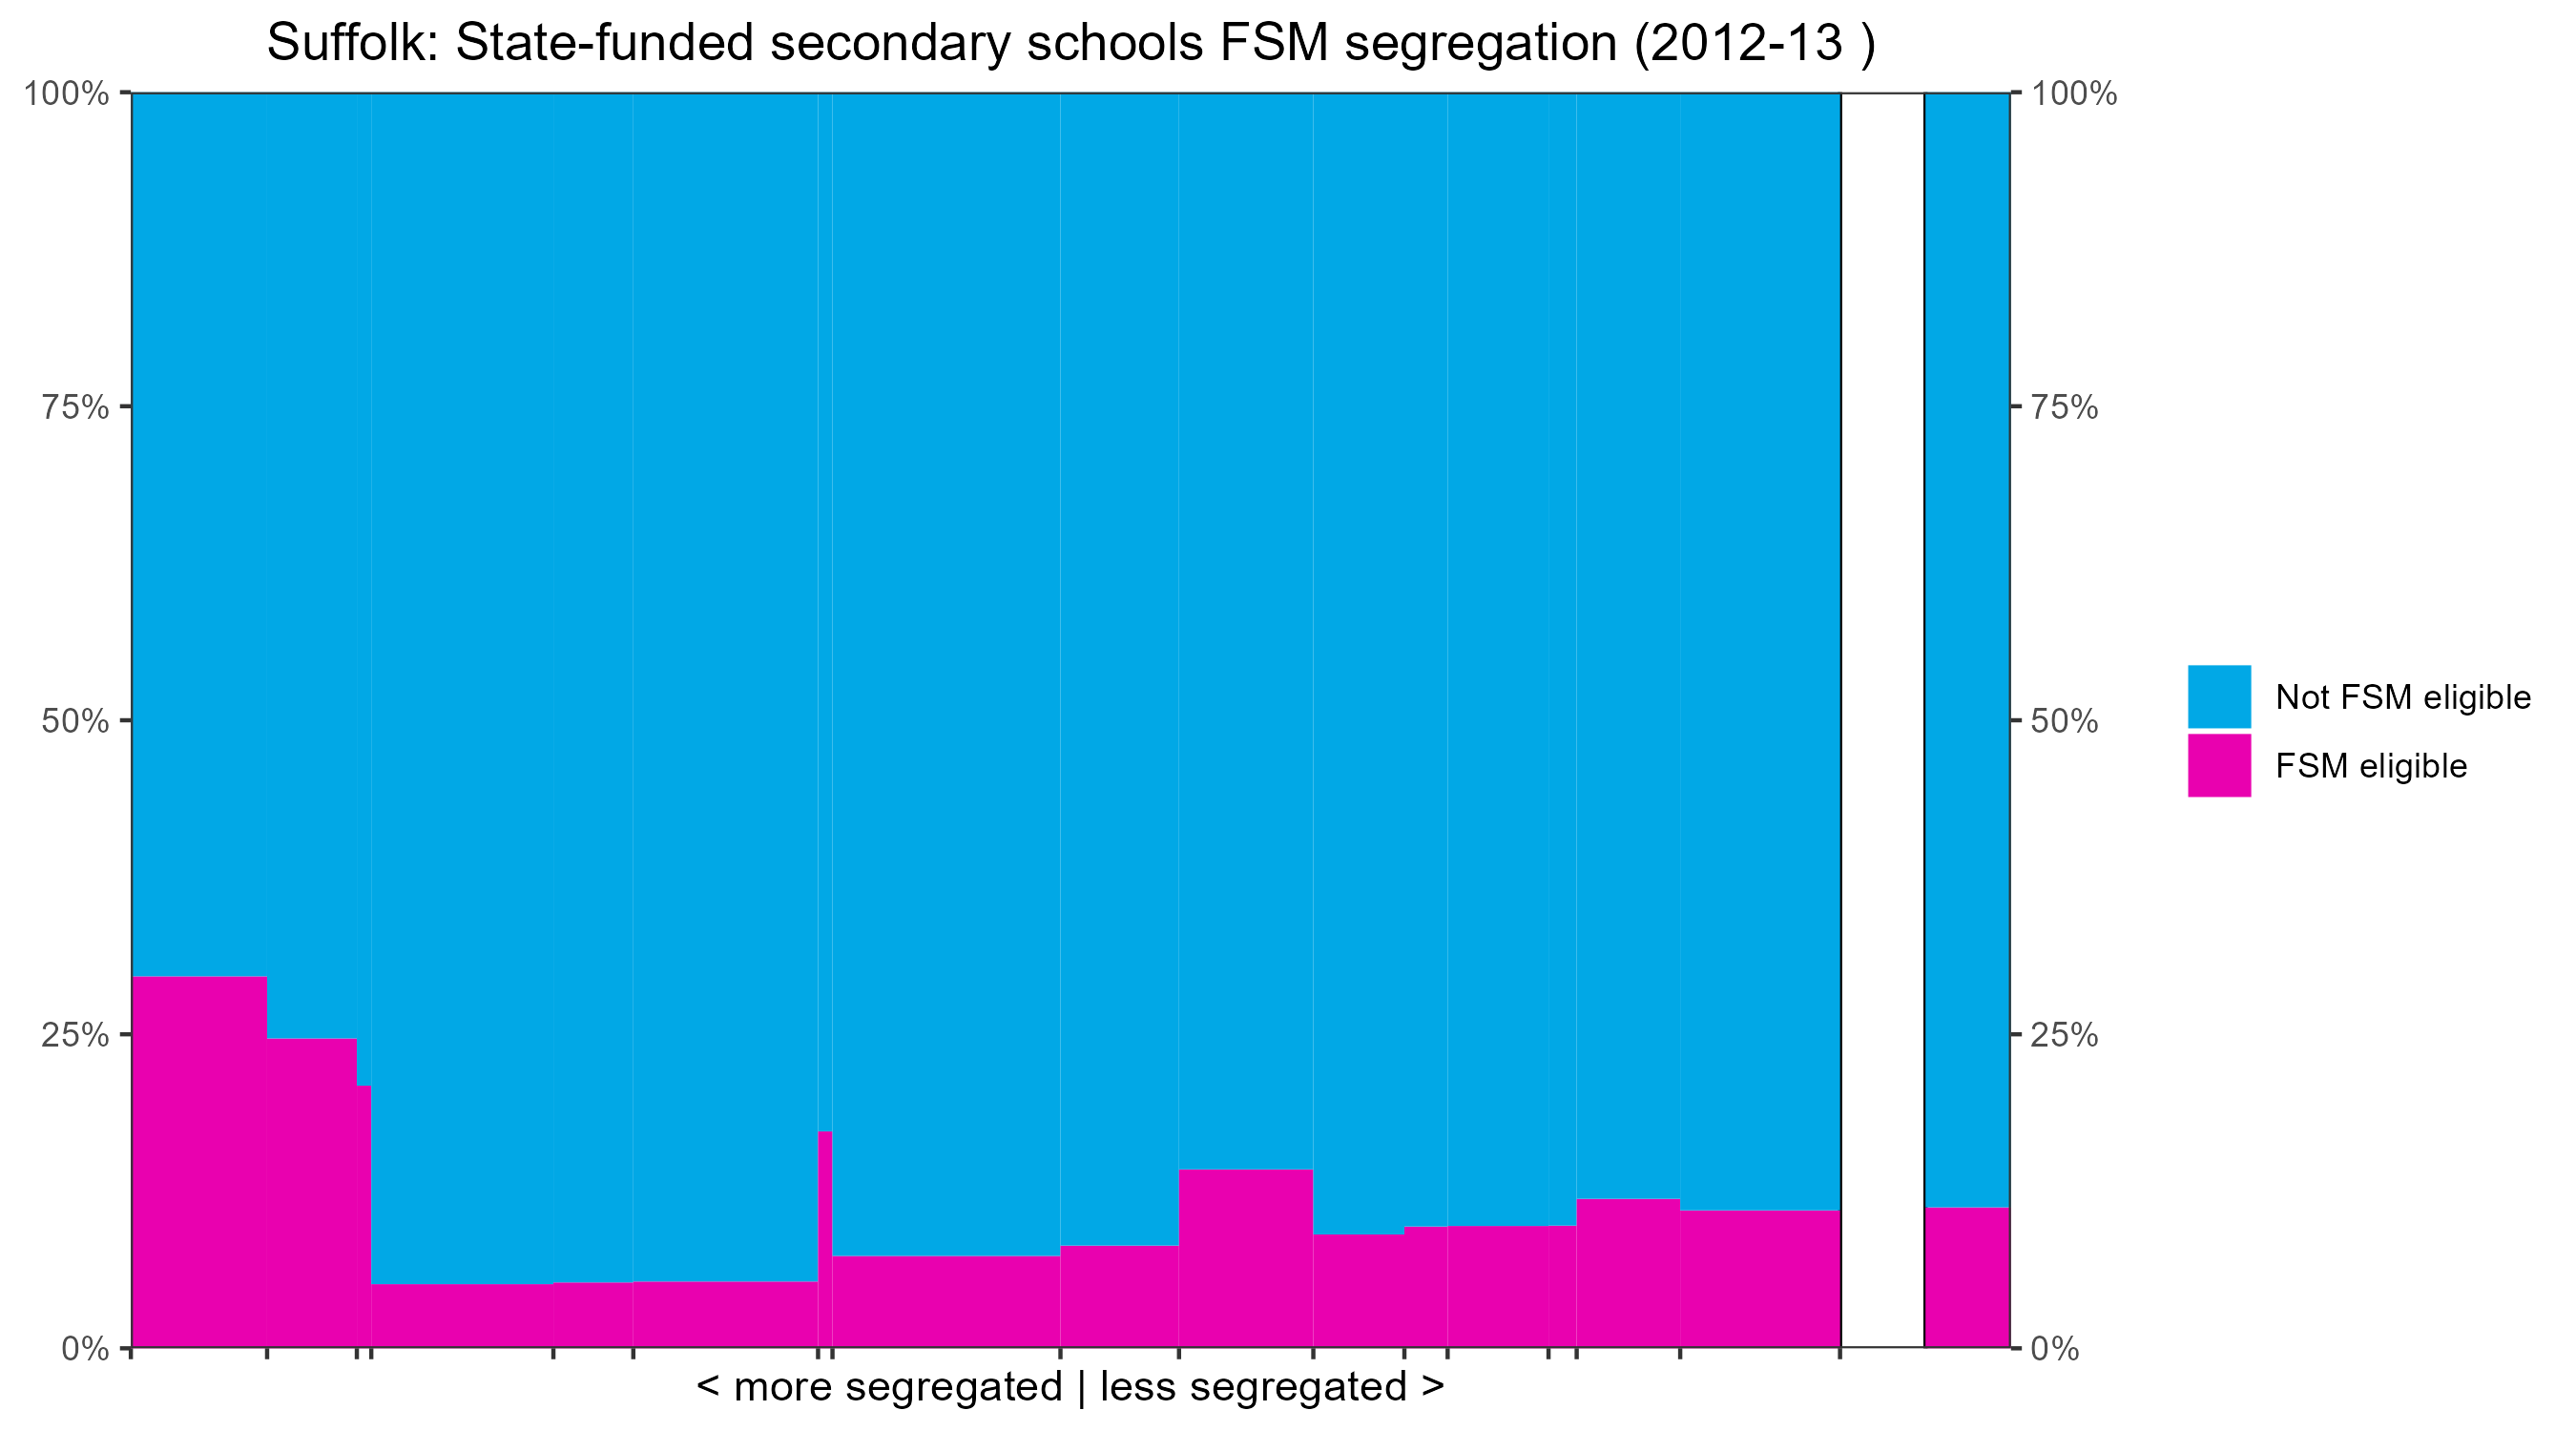 Suffolk: State-funded secondary schools FSM segregation (2012-13 )
100%
75%
50%
25%
0%
100%
75%
50%
25%
0%
Not FSM eligible
FSM eligible
< more segregated | less segregated >